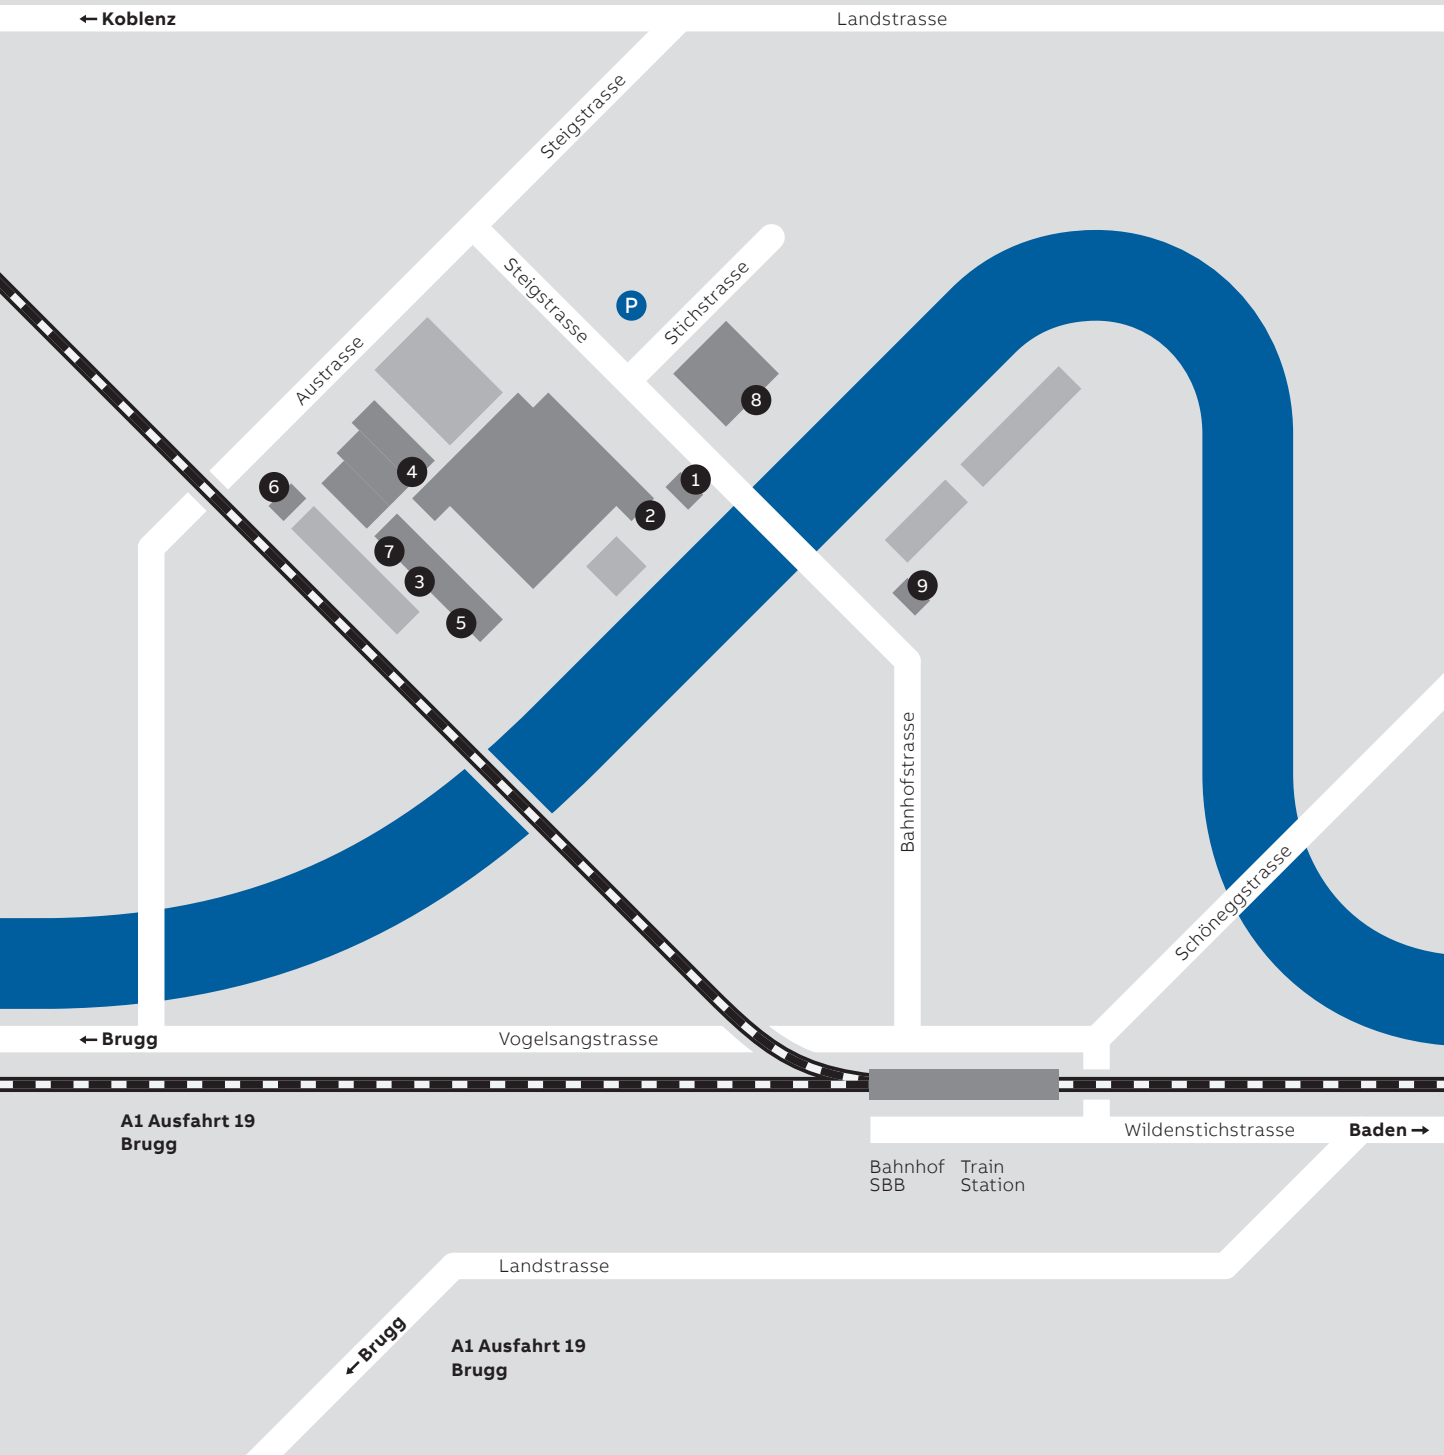 ← Koblenz
Landstrasse
Steigstrasse
Steigstrasse
Stichstrasse
P
Austrasse
8
4
1
6
2
7
3
9
5
Bahnhofstrasse
Schöneggstrasse
← Brugg
Vogelsangstrasse
A1 Ausfahrt 19
Brugg
Wildenstichstrasse
Baden →
Bahnhof
SBB
Train
Station
Landstrasse
← Brugg
A1 Ausfahrt 19
Brugg